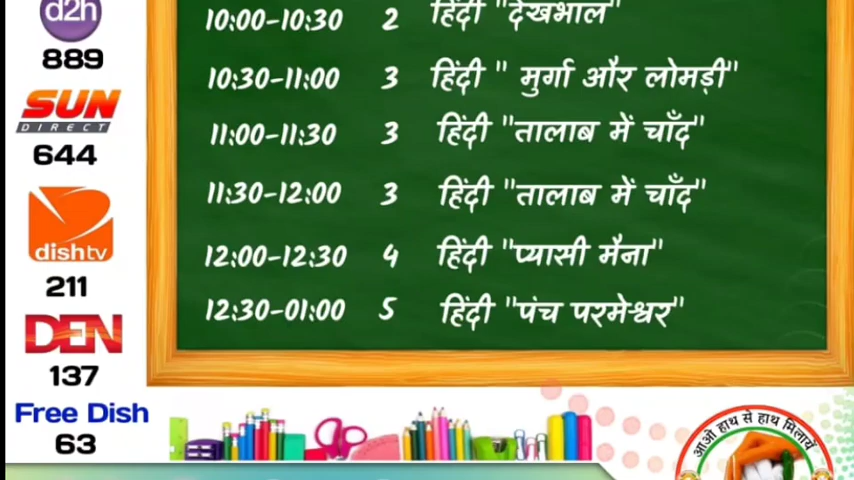 d2h
889
SUN
DIRECT
644
dishtv
211
DEN
137
Free Dish
63
10:00-10:30 2 हिंदी "देखभाल"
10:30-11:00 3 हिंदी " मुर्गा और लोमड़ी"
11:00-11:30 3 हिंदी "तालाब में चाँद"
11:30-12:00 3 हिंदी "तालाब में चाँद"
12:00-12:30 4 हिंदी "प्यासी मैना"
12:30-01:00 5 हिंदी "पंच परमेश्वर"
आओ हाथ से हाथ मिलायें